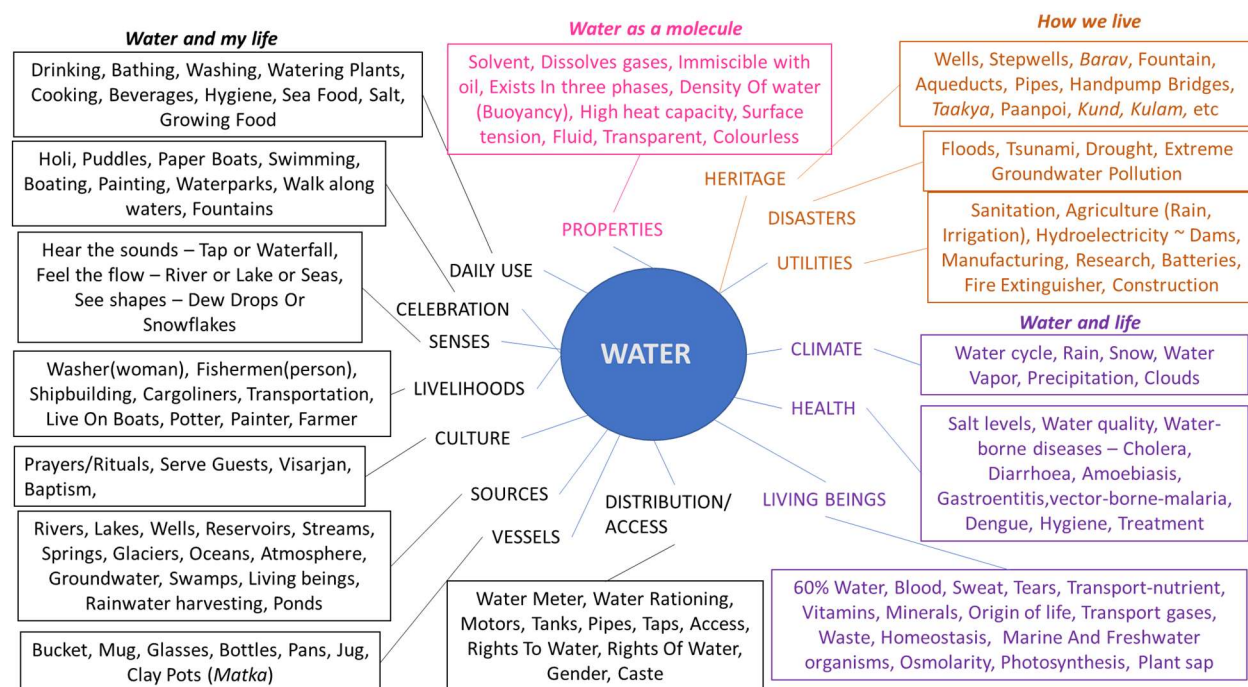 Water and my life
Drinking, Bathing, Washing, Watering Plants,
Cooking, Beverages, Hygiene, Sea Food, Salt,
Growing Food
Holi, Puddles, Paper Boats, Swimming,
Boating, Painting, Waterparks, Walk along
waters, Fountains
Hear the sounds – Tap or Waterfall,
Feel the flow – River or Lake or Seas,
See shapes – Dew Drops Or
Snowflakes
Washer(woman), Fishermen(person),
Shipbuilding, Cargoliners, Transportation,
Live On Boats, Potter, Painter, Farmer
Prayers/Rituals, Serve Guests, Visarjan,
Baptism,
Rivers, Lakes, Wells, Reservoirs, Streams,
Springs, Glaciers, Oceans, Atmosphere,
Groundwater, Swamps, Living beings,
Rainwater harvesting, Ponds
Bucket, Mug, Glasses, Bottles, Pans, Jug,
Clay Pots (Matka)
DAILY USE
CELEBRATION
SENSES
LIVELIHOODS
CULTURE
SOURCES
VESSELS
Water as a molecule
Solvent, Dissolves gases, Immiscible with
oil, Exists In three phases, Density Of water
(Buoyancy), High heat capacity, Surface
tension, Fluid, Transparent, Colourless
PROPERTIES
WATER
DISTRIBUTION/
ACCESS
Water Meter, Water Rationing,
Motors, Tanks, Pipes, Taps, Access,
Rights To Water, Rights Of Water,
Gender, Caste
How we live
Wells, Stepwells, Barav, Fountain,
Aqueducts, Pipes, Handpump Bridges,
Taakya, Paanpoi, Kund, Kulam, etc
HERITAGE
Floods, Tsunami, Drought, Extreme
Groundwater Pollution
DISASTERS
Sanitation, Agriculture (Rain,
Irrigation), Hydroelectricity ~ Dams,
Manufacturing, Research, Batteries,
Fire Extinguisher, Construction
UTILITIES
Water and life
CLIMATE
Water cycle, Rain, Snow, Water
Vapor, Precipitation, Clouds
HEALTH
Salt levels, Water quality, Water-
borne diseases – Cholera,
Diarrhoea, Amoebiasis,
Gastroentitis,vector-borne-malaria,
Dengue, Hygiene, Treatment
LIVING BEINGS
60% Water, Blood, Sweat, Tears, Transport-nutrient,
Vitamins, Minerals, Origin of life, Transport gases,
Waste, Homeostasis, Marine And Freshwater
organisms, Osmolarity, Photosynthesis, Plant sap